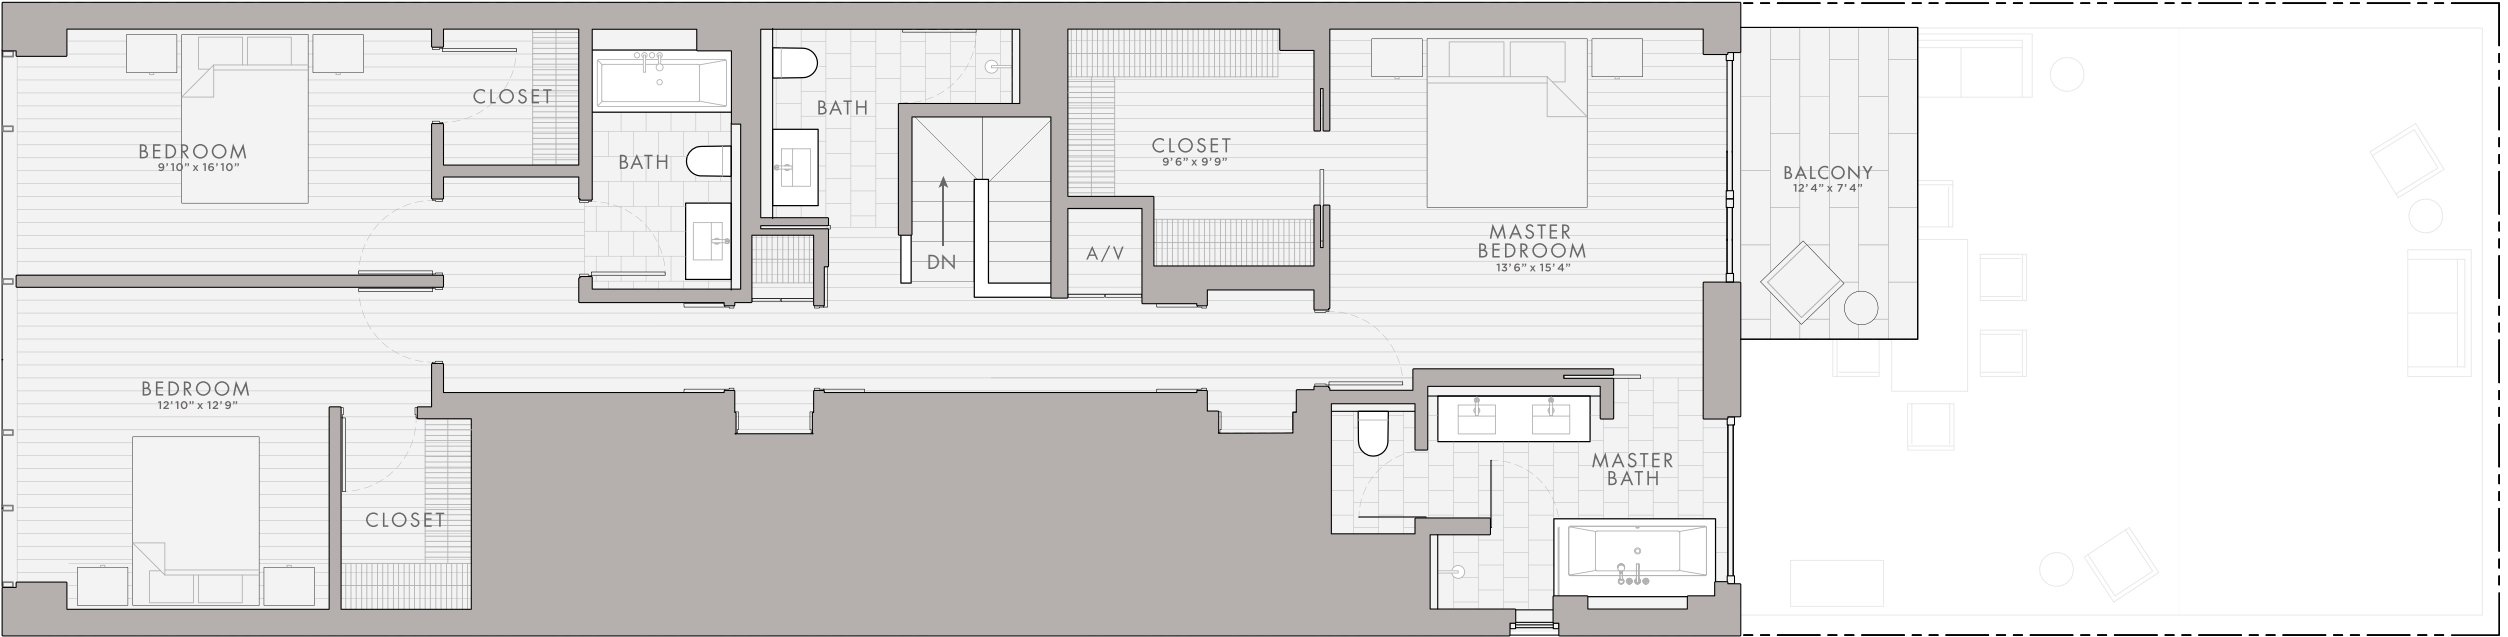 CLOSET
BEDROOM
9'10" x 16'10"
BATH
BATH
DN
A/V
CLOSET
9'6" x 9'9"
MASTER
BEDROOM
13'6" x 15'4"
BALCONY
12'4" x 7'4"
BEDROOM
12'10" x 12'9"
CLOSET
MASTER
BATH